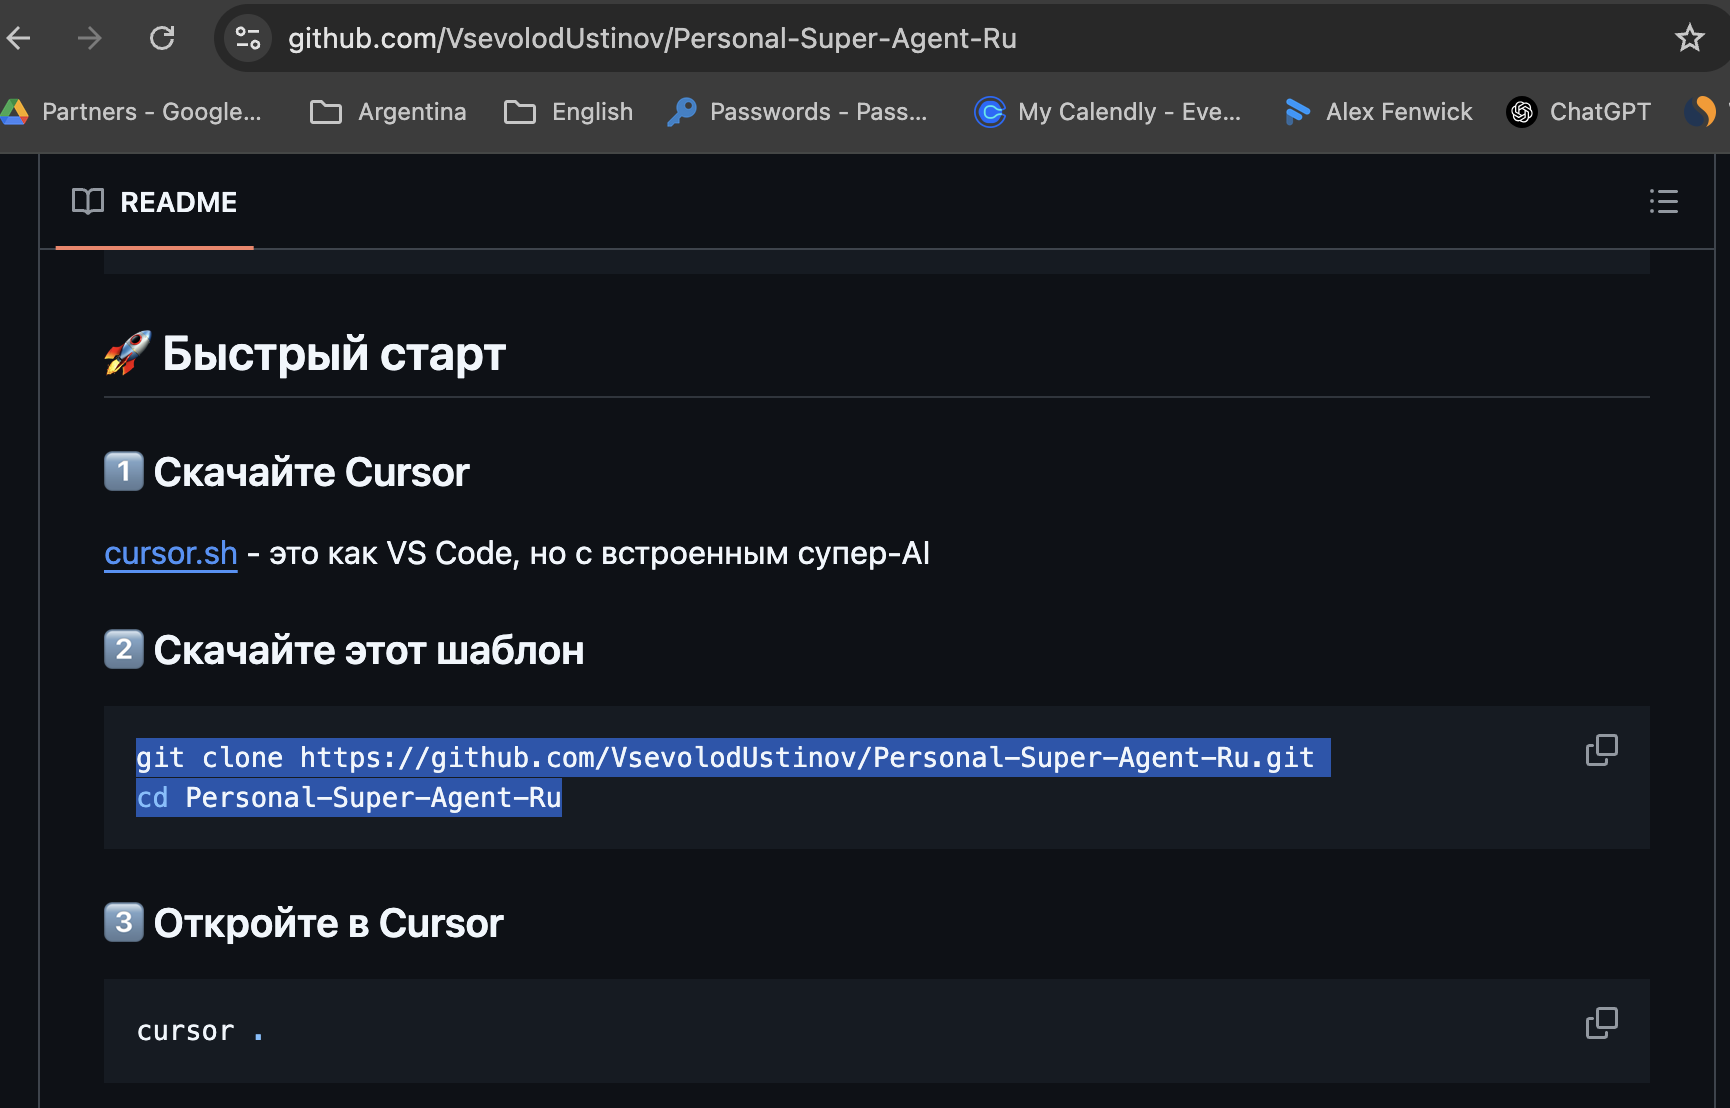 github.com/VsevolodUstinov/Personal-Super-Agent-Ru
Partners - Google... Argentina English Passwords - Pass... My Calendly - Eve... Alex Fenwick ChatGPT
README
🚀 Быстрый старт
1️⃣ Скачайте Cursor
cursor.sh - это как VS Code, но с встроенным супер-AI
2️⃣ Скачайте этот шаблон
git clone https://github.com/VsevolodUstinov/Personal-Super-Agent-Ru.git
cd Personal-Super-Agent-Ru
3️⃣ Откройте в Cursor
cursor .